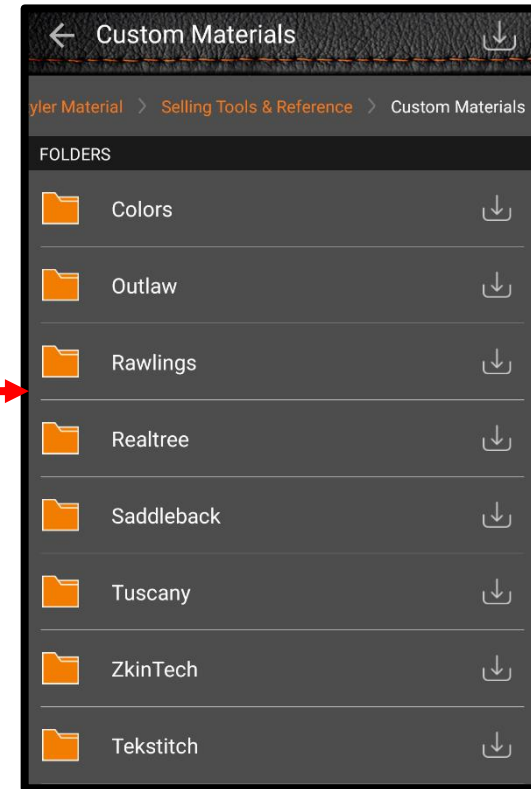 Custom Materials
yler Material > Selling Tools & Reference > Custom Materials
FOLDERS
Colors
Outlaw
Rawlings
Realtree
Saddleback
Tuscany
ZkinTech
Tekstitch